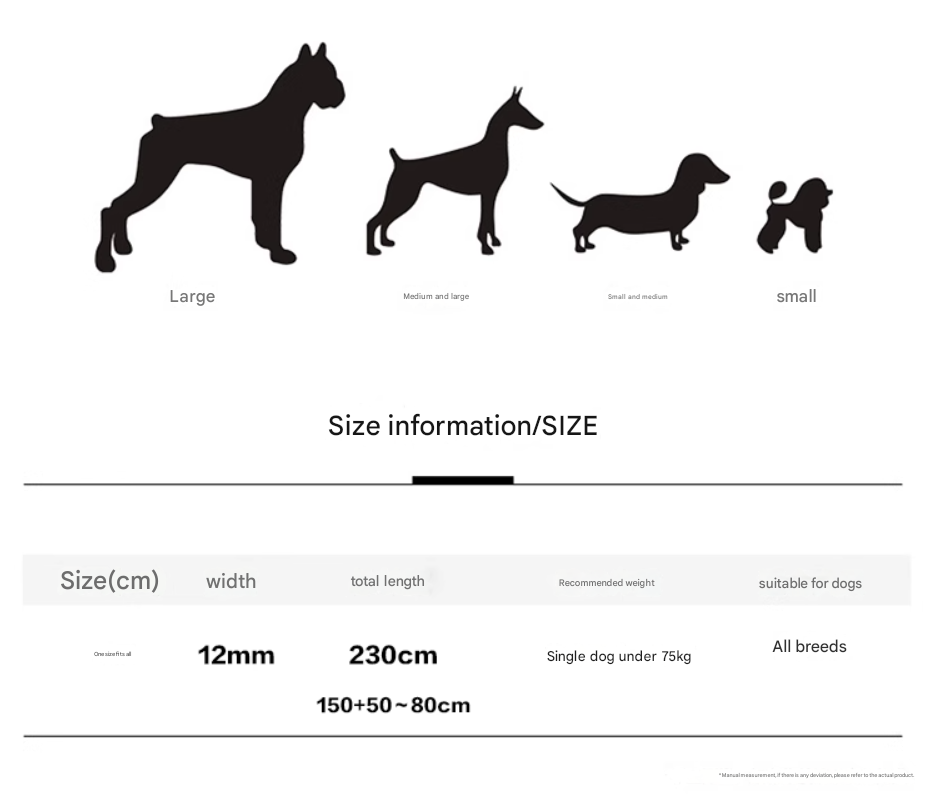 Large
Medium and large
Small and medium
small
Size information/SIZE
Size(cm) width total length Recommended weight suitable for dogs
One size fits all 12mm 230cm Single dog under 75kg All breeds
150+50~80cm
*Manual measurement, if there is any deviation, please refer to the actual product.